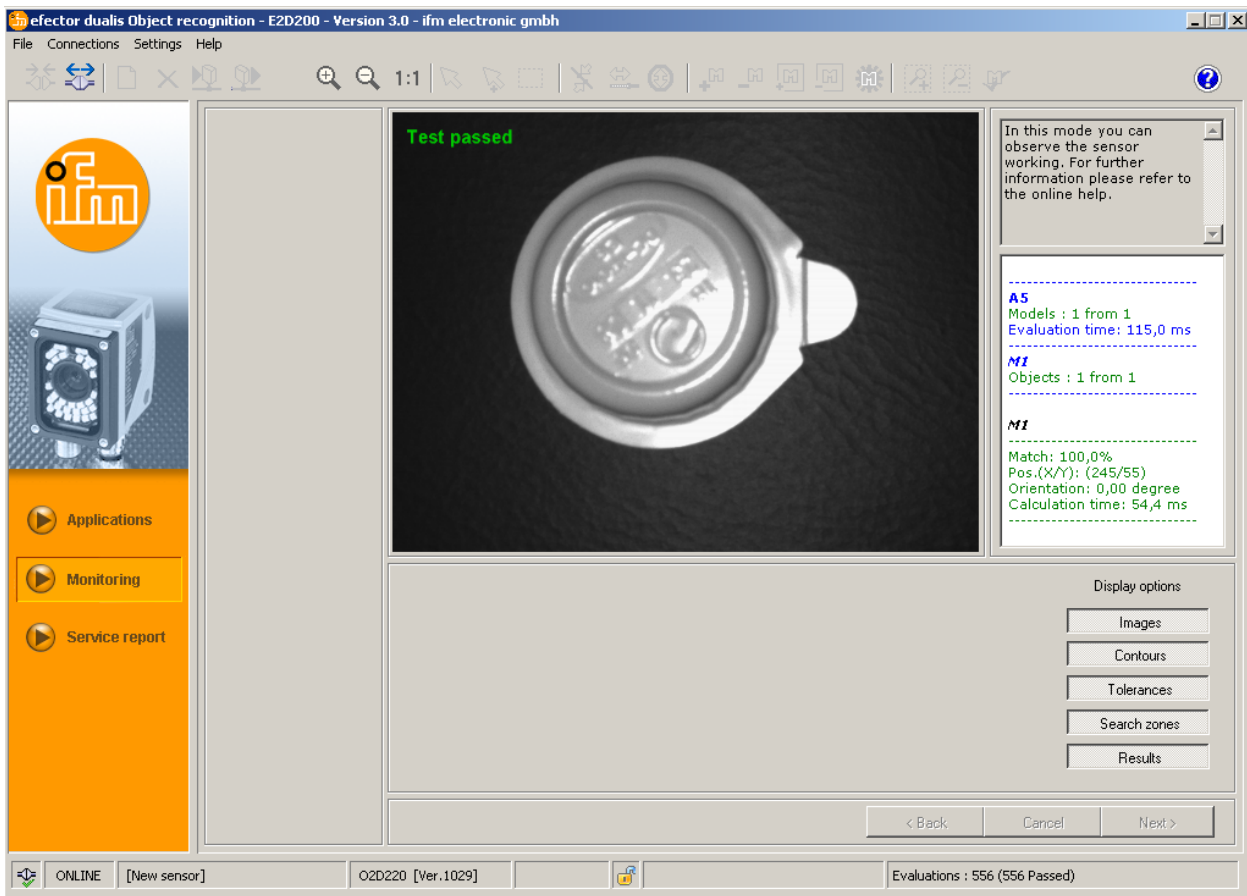 efector dualis Object recognition - E2D200 - Version 3.0 - ifm electronic gmbh
File Connections Settings Help
1:1
Test passed
In this mode you can
observe the sensor
working. For further
information please refer to
the online help.
ifm
A5
Models : 1 from 1
Evaluation time: 115,0 ms
M1
Objects : 1 from 1
M1
Match: 100,0%
Pos.(X/Y): (245/55)
Orientation: 0,00 degree
Calculation time: 54,4 ms
Applications
Monitoring
Service report
Display options
Images
Contours
Tolerances
Search zones
Results
< Back
Cancel
Next >
ONLINE
[New sensor]
O2D220 [Ver.1029]
Evaluations : 556 (556 Passed)